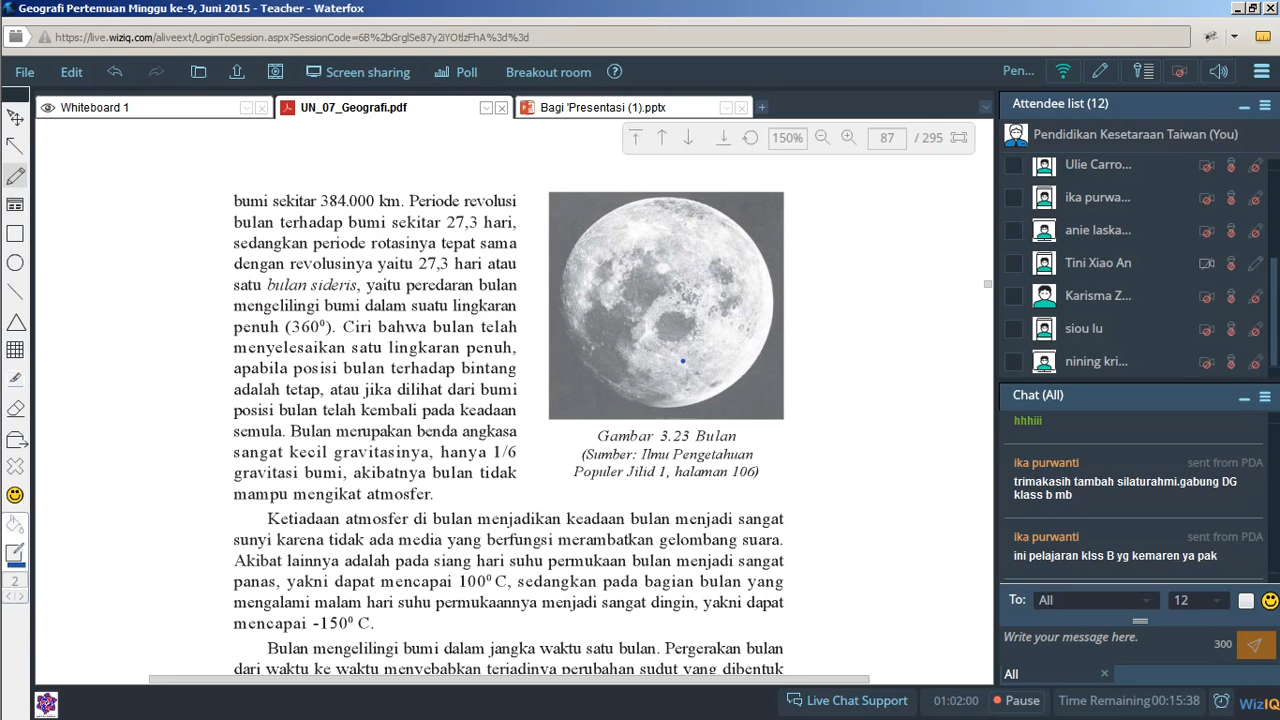 Geografi Pertemuan Minggu ke-9, Juni 2015 - Teacher - Waterfox
https://live.wiziq.com/aliveext/LoginToSession.aspx?SessionCode=6B%2bGrglSe87y2iYOtlzFhA%3d%3d
File Edit Screen sharing Poll Breakout room Pen...
Whiteboard 1 UN_07_Geografi.pdf Bagi 'Presentasi (1).pptx
150% 87 / 295
bumi sekitar 384.000 km. Periode revolusi
bulan terhadap bumi sekitar 27,3 hari,
sedangkan periode rotasinya tepat sama
dengan revolusinya yaitu 27,3 hari atau
satu bulan sideris, yaitu peredaran bulan
mengelilingi bumi dalam suatu lingkaran
penuh (360⁰). Ciri bahwa bulan telah
menyelesaikan satu lingkaran penuh,
apabila posisi bulan terhadap bintang
adalah tetap, atau jika dilihat dari bumi
posisi bulan telah kembali pada keadaan
semula. Bulan merupakan benda angkasa
sangat kecil gravitasinya, hanya 1/6
gravitasi bumi, akibatnya bulan tidak
mampu mengikat atmosfer.
Gambar 3.23 Bulan
(Sumber: Ilmu Pengetahuan
Populer Jilid 1, halaman 106)
Ketiadaan atmosfer di bulan menjadikan keadaan bulan menjadi sangat
sunyi karena tidak ada media yang berfungsi merambatkan gelombang suara.
Akibat lainnya adalah pada siang hari suhu permukaan bulan menjadi sangat
panas, yakni dapat mencapai 100⁰ C, sedangkan pada bagian bulan yang
mengalami malam hari suhu permukaannya menjadi sangat dingin, yakni dapat
mencapai -150⁰ C.
Bulan mengelilingi bumi dalam jangka waktu satu bulan. Pergerakan bulan
dari waktu ke waktu menyebabkan terjadinya perubahan sudut yang dibentuk
2
Attendee list (12)
Pendidikan Kesetaraan Taiwan (You)
Ulie Carro...
ika purwa...
anie laska...
Tini Xiao An
Karisma Z...
siou lu
nining kri...
Chat (All)
hhhiii
ika purwanti sent from PDA
trimakasih tambah silaturahmi.gabung DG
klass b mb
ika purwanti sent from PDA
ini pelajaran klss B yg kemaren ya pak
To: All 12
Write your message here. 300
All
Live Chat Support 01:02:00 Pause Time Remaining 00:15:38 WizIQ